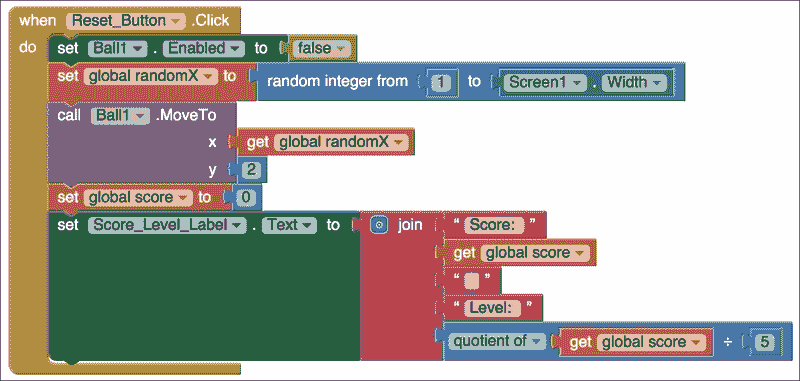 when Reset_Button .Click
do set Ball1 . Enabled to false
set global randomX to random integer from 1 to Screen1 . Width
call Ball1 .MoveTo
x get global randomX
y 2
set global score to 0
set Score_Level_Label . Text to join “ Score: ”
get global score
“ ”
“ Level: ”
quotient of get global score ÷ 5